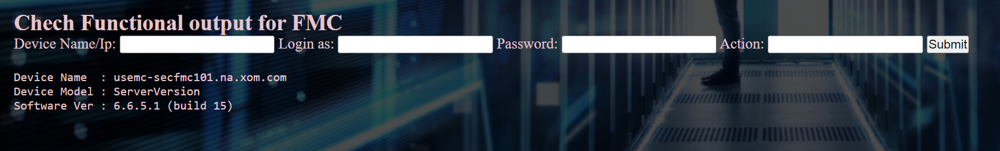 Chech Functional output for FMC
Device Name/Ip: Login as: Password: Action: Submit
Device Name  : usemc-secfmc101.na.xom.com
Device Model : ServerVersion
Software Ver : 6.6.5.1 (build 15)